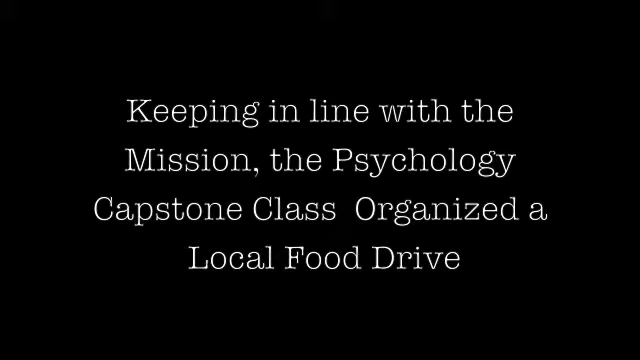 Keeping in line with the
Mission, the Psychology
Capstone Class  Organized a
Local Food Drive